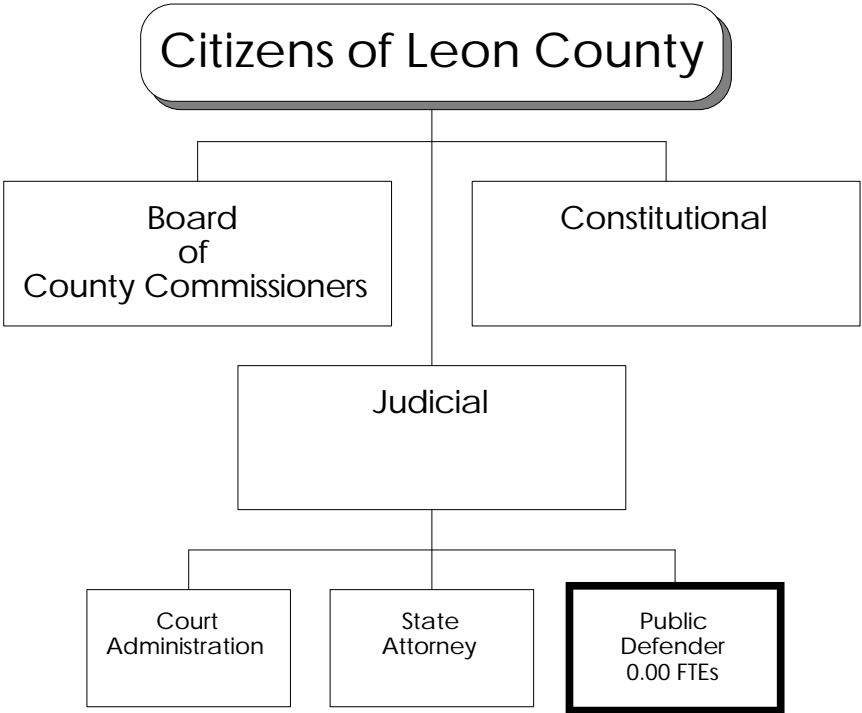 Citizens of Leon County
Board
of
County Commissioners
Constitutional
Judicial
Court
Administration
State
Attorney
Public
Defender
0.00 FTEs